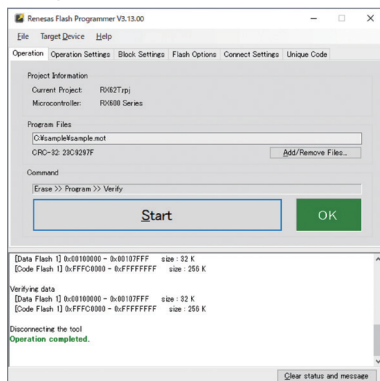 Renesas Flash Programmer V3.13.00
File Target Device Help
Operation Operation Settings Block Settings Flash Options Connect Settings Unique Code
Project Information
Current Project: RX62Tprj
Microcontroller: RX600 Series
Program Files
C:¥sample¥sample.mot
CRC-32: 23C9297F Add/Remove Files...
Command
Erase >> Program >> Verify
Start OK
[Data Flash 1] 0x00100000 - 0x00107FFF size : 32 K
[Code Flash 1] 0xFFFC0000 - 0xFFFFFFFF size : 256 K
Verifying data
[Data Flash 1] 0x00100000 - 0x00107FFF size : 32 K
[Code Flash 1] 0xFFFC0000 - 0xFFFFFFFF size : 256 K
Disconnecting the tool
Operation completed.
Clear status and message